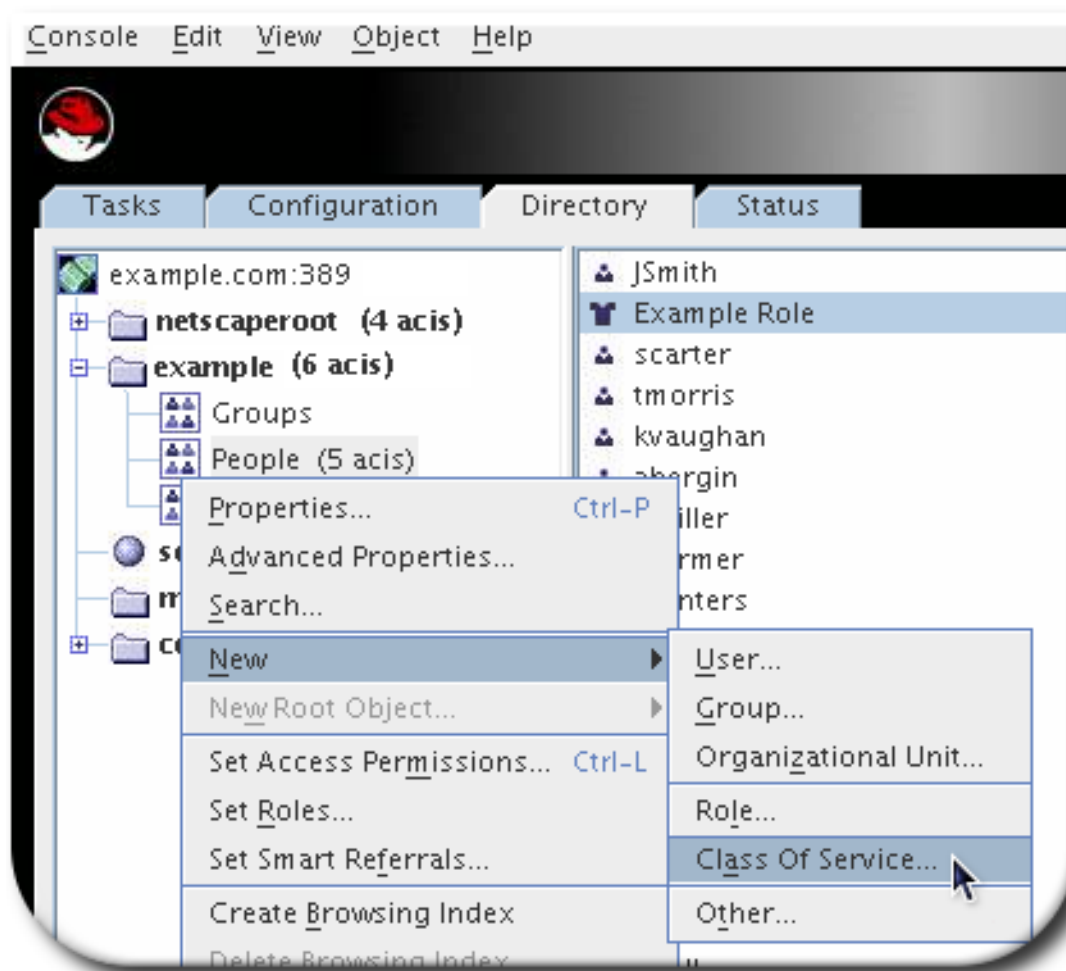 Console Edit View Object Help
Tasks Configuration Directory Status
example.com:389
netscaperoot (4 acis)
example (6 acis)
Groups
People (5 acis)
JSmith
Example Role
scarter
tmorris
kvaughan
Properties... Ctrl-P
Advanced Properties...
Search...
New
New Root Object...
Set Access Permissions... Ctrl-L
Set Roles...
Set Smart Referrals...
Create Browsing Index
Delete Browsing Index
User...
Group...
Organizational Unit...
Role...
Class Of Service...
Other...